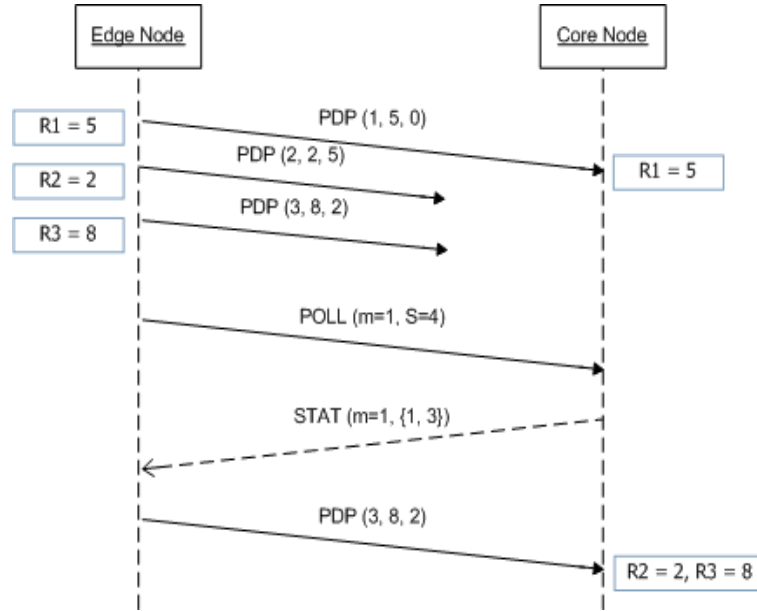 Edge Node
Core Node
PDP (1, 5, 0)
R1 = 5
PDP (2, 2, 5)
R1 = 5
R2 = 2
PDP (3, 8, 2)
R3 = 8
POLL (m=1, S=4)
STAT (m=1, {1, 3})
PDP (3, 8, 2)
R2 = 2, R3 = 8